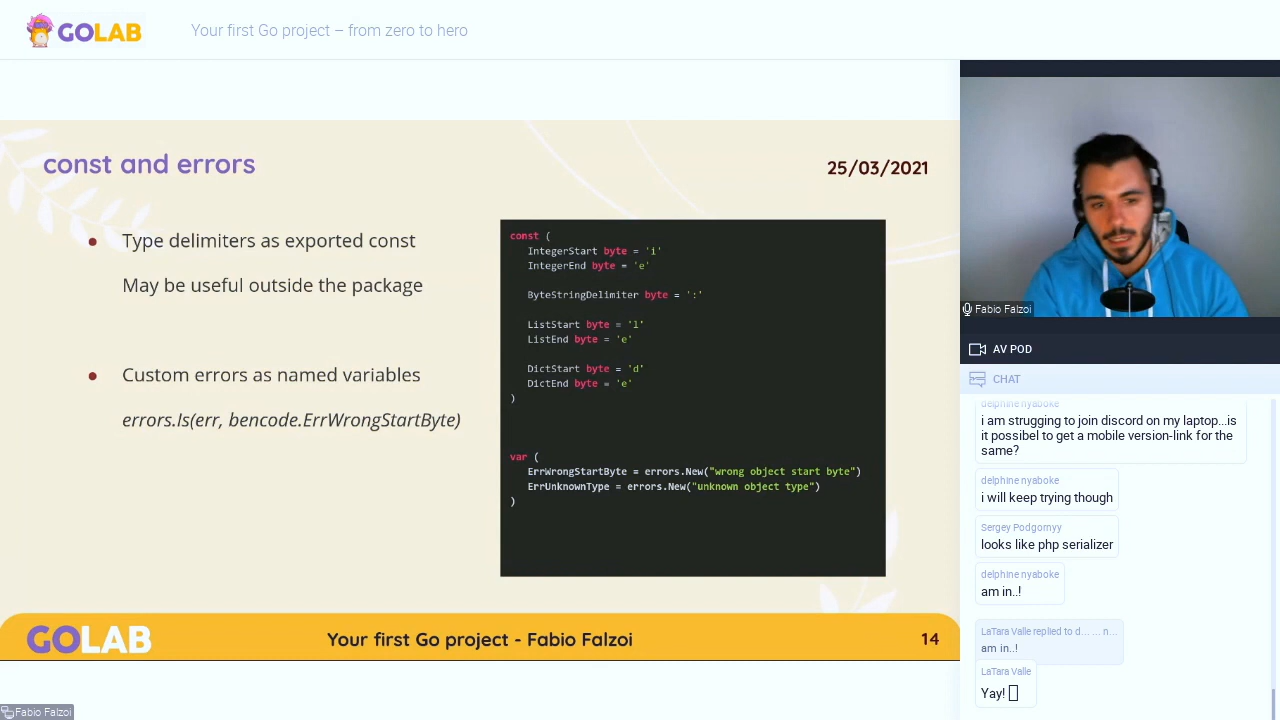 GOLAB
Your first Go project – from zero to hero
const and errors
25/03/2021
Type delimiters as exported const
May be useful outside the package
Custom errors as named variables
errors.Is(err, bencode.ErrWrongStartByte)
const (
IntegerStart byte = 'i'
IntegerEnd byte = 'e'
ByteStringDelimiter byte = ':'
ListStart byte = 'l'
ListEnd byte = 'e'
DictStart byte = 'd'
DictEnd byte = 'e'
)
var (
ErrWrongStartByte = errors.New("wrong object start byte")
ErrUnknownType = errors.New("unknown object type")
)
GOLAB
Your first Go project - Fabio Falzoi
14
Fabio Falzoi
Fabio Falzoi
AV POD
CHAT
delphine nyaboke
i am strugging to join discord on my laptop...is
it possibel to get a mobile version-link for the
same?
delphine nyaboke
i will keep trying though
Sergey Podgornyy
looks like php serializer
delphine nyaboke
am in..!
LaTara Valle replied to d... ... n...
am in..!
LaTara Valle
Yay!